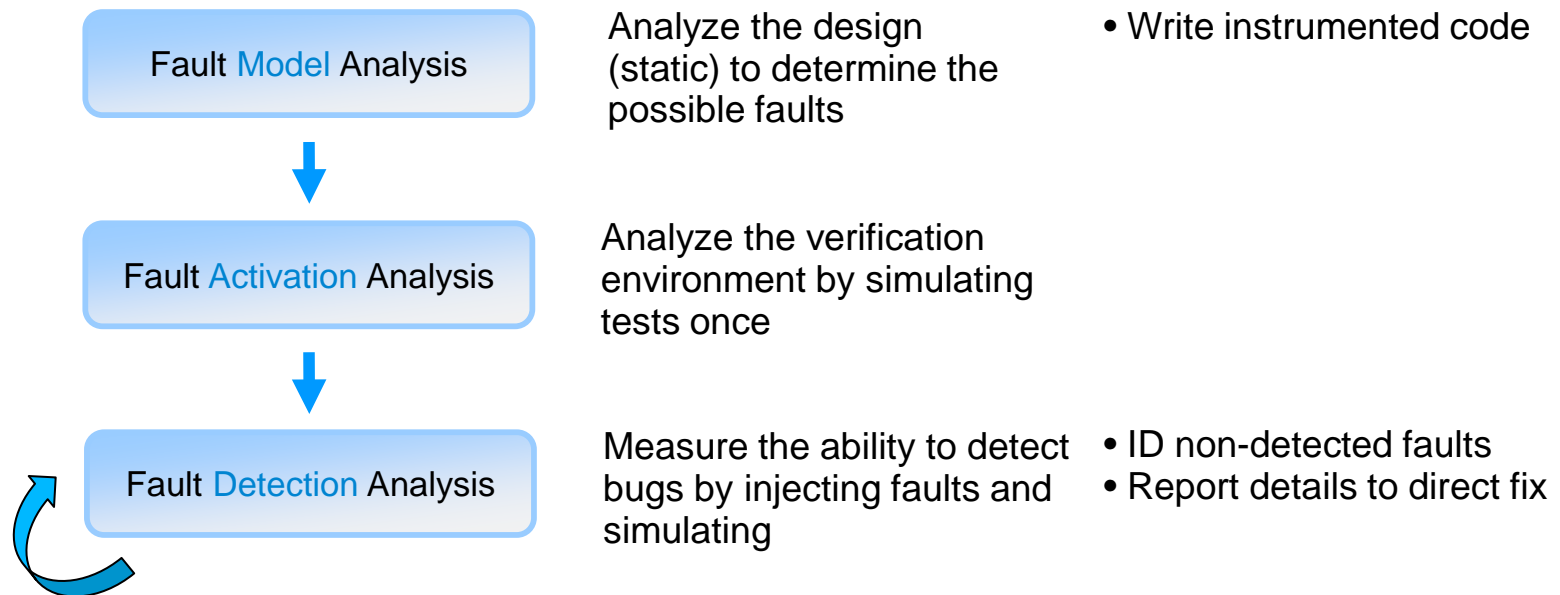 Fault Model Analysis
Analyze the design
(static) to determine the
possible faults
• Write instrumented code
Fault Activation Analysis
Analyze the verification
environment by simulating
tests once
Fault Detection Analysis
Measure the ability to detect
bugs by injecting faults and
simulating
• ID non-detected faults
• Report details to direct fix